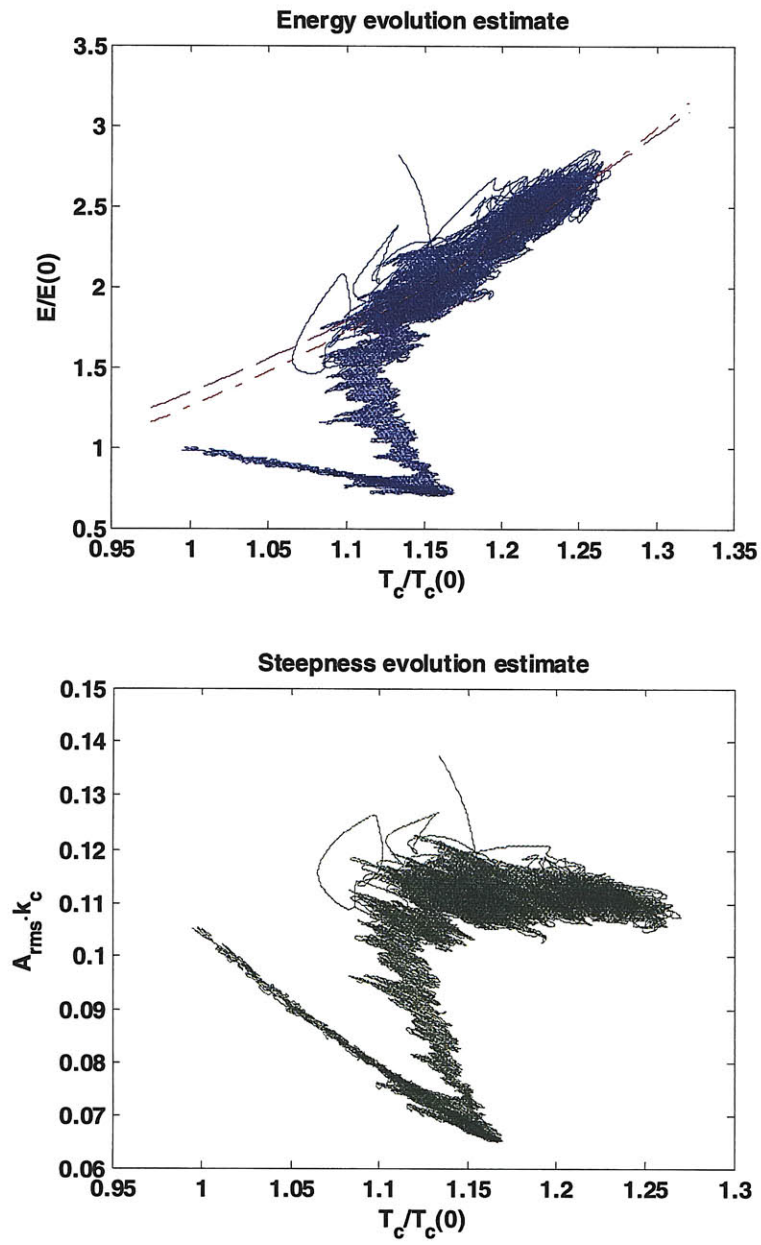 Energy evolution estimate
3.5
3
2.5
2
1.5
1
0.5
E/E(0)
0.95 1 1.05 1.1 1.15 1.2 1.25 1.3 1.35
T_c/T_c(0)
Steepness evolution estimate
0.15
0.14
0.13
0.12
0.11
0.1
0.09
0.08
0.07
0.06
A_rms.k_c
0.95 1 1.05 1.1 1.15 1.2 1.25 1.3
T_c/T_c(0)